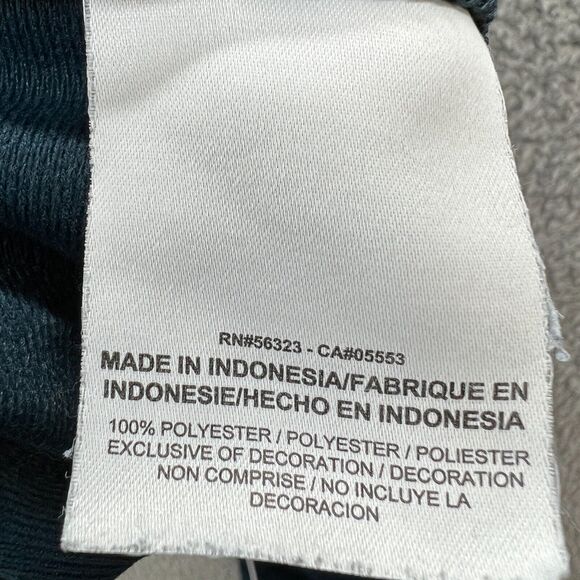 RN#56323 - CA#05553
MADE IN INDONESIA/FABRIQUE EN
INDONESIE/HECHO EN INDONESIA
100% POLYESTER / POLYESTER / POLIESTER
EXCLUSIVE OF DECORATION / DECORATION
NON COMPRISE / NO INCLUYE LA
DECORACION